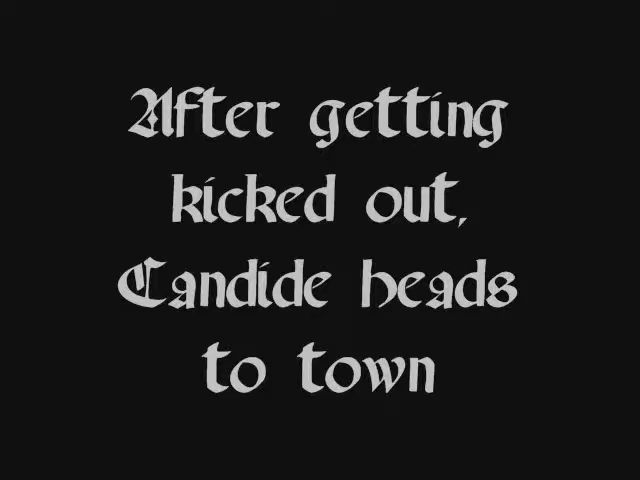 After getting
kicked out,
Candide heads
to town